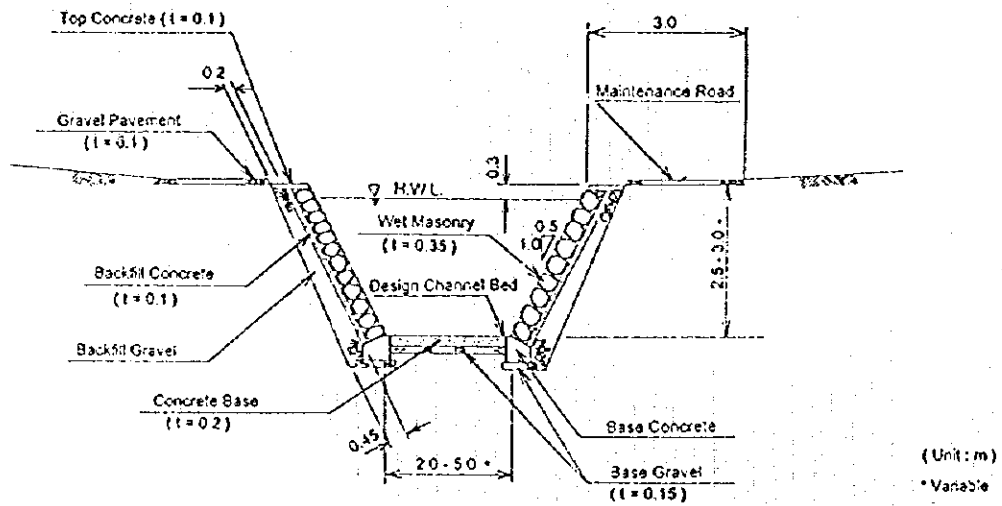 Top Concrete (t = 0.1)
3.0
0.2
Maintenance Road
Gravel Pavement
(t = 0.1)
0.3
H.W.L.
Wet Masonry
(t = 0.35)
0.5
1.0
2.5 - 3.0 *
Backfill Concrete
(t = 0.1)
Design Channel Bed
Backfill Gravel
Concrete Base
(t = 0.2)
0.45
2.0 - 5.0 *
Base Concrete
Base Gravel
(t = 0.15)
(Unit : m)
* Variable